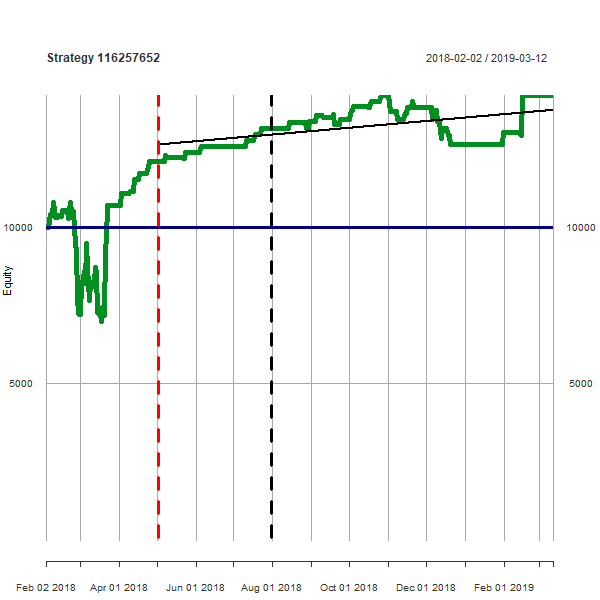 Strategy 116257652
2018-02-02 / 2019-03-12
10000
10000
Equity
5000
5000
Feb 02 2018
Apr 01 2018
Jun 01 2018
Aug 01 2018
Oct 01 2018
Dec 01 2018
Feb 01 2019